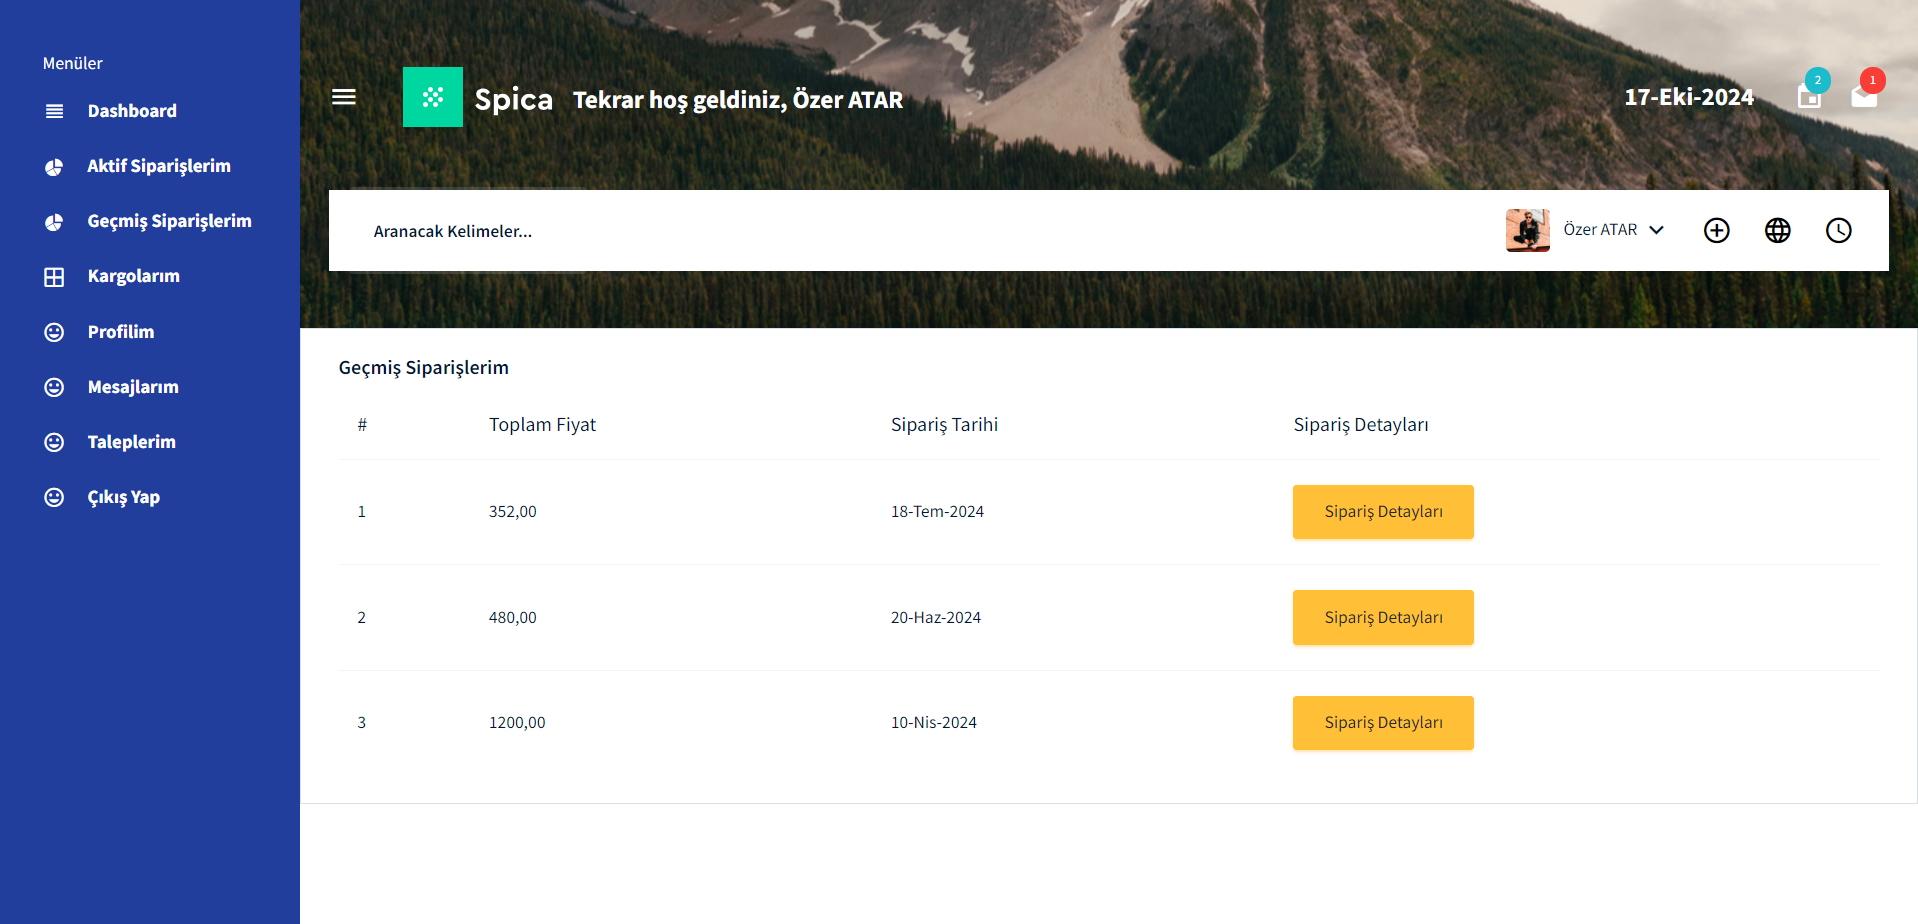 Menüler
Dashboard
Aktif Siparişlerim
Geçmiş Siparişlerim
Kargolarım
Profilim
Mesajlarım
Taleplerim
Çıkış Yap
Spica Tekrar hoş geldiniz, Özer ATAR
17-Eki-2024
2
1
Aranacak Kelimeler...
Özer ATAR
Geçmiş Siparişlerim
# Toplam Fiyat Sipariş Tarihi Sipariş Detayları
1 352,00 18-Tem-2024 Sipariş Detayları
2 480,00 20-Haz-2024 Sipariş Detayları
3 1200,00 10-Nis-2024 Sipariş Detayları